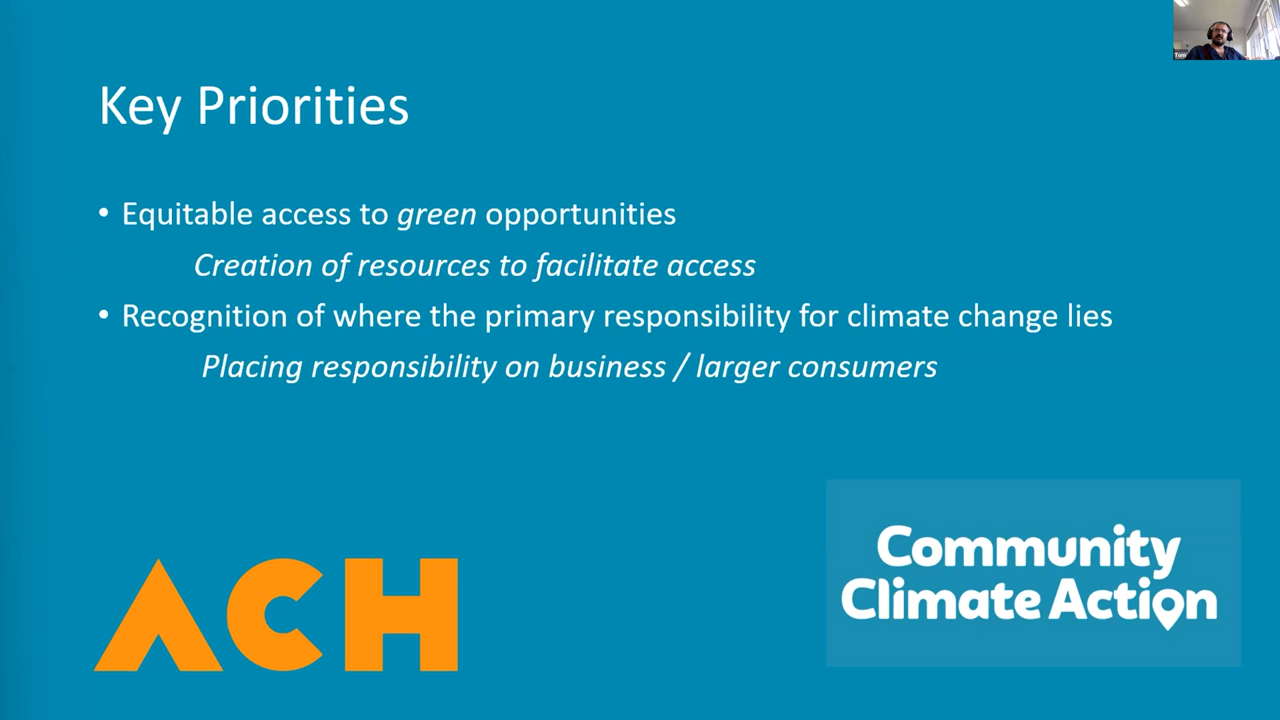 Key Priorities
• Equitable access to green opportunities
Creation of resources to facilitate access
• Recognition of where the primary responsibility for climate change lies
Placing responsibility on business / larger consumers
ACH
Community
Climate Action